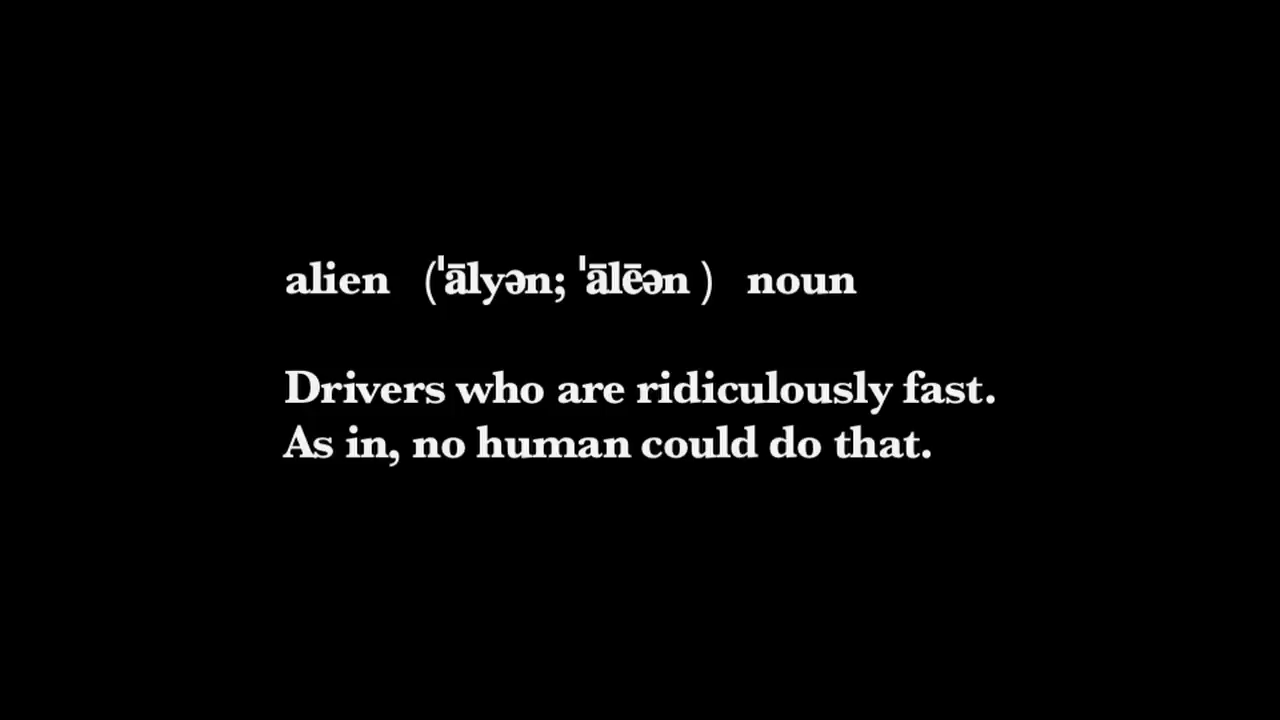 alien (ˈālyən; ˈālēən ) noun
Drivers who are ridiculously fast.
As in, no human could do that.